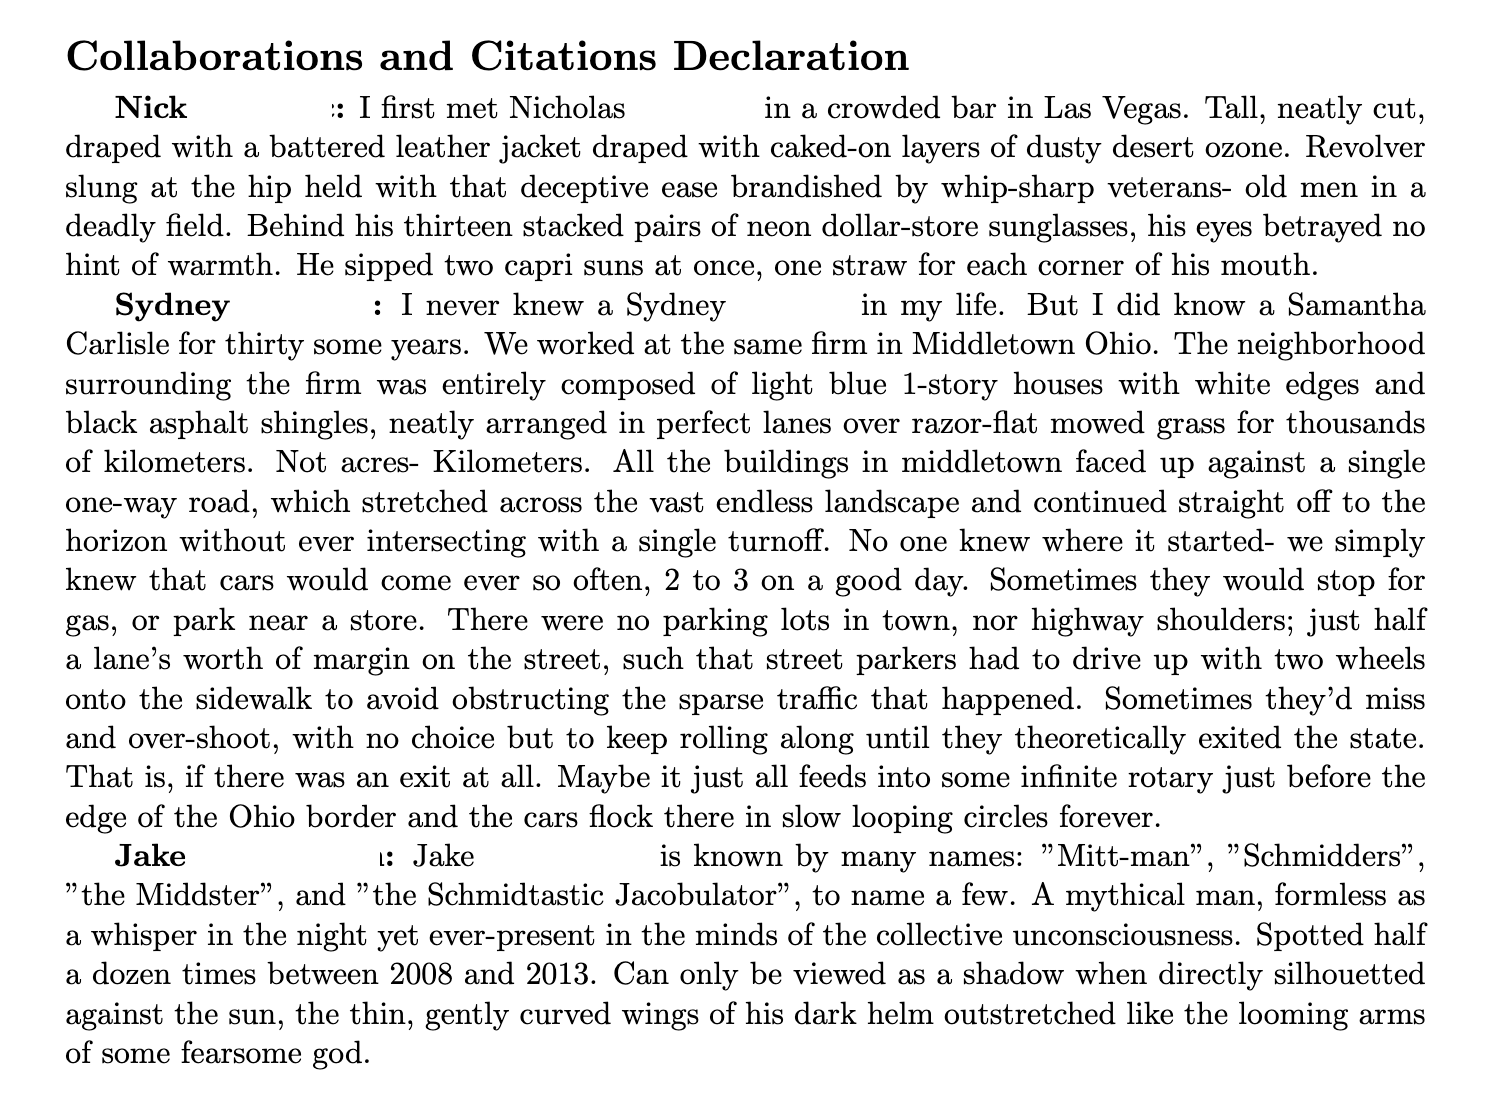 Collaborations and Citations Declaration
Nick : I first met Nicholas in a crowded bar in Las Vegas. Tall, neatly cut,
draped with a battered leather jacket draped with caked-on layers of dusty desert ozone. Revolver
slung at the hip held with that deceptive ease brandished by whip-sharp veterans- old men in a
deadly field. Behind his thirteen stacked pairs of neon dollar-store sunglasses, his eyes betrayed no
hint of warmth. He sipped two capri suns at once, one straw for each corner of his mouth.
Sydney : I never knew a Sydney in my life. But I did know a Samantha
Carlisle for thirty some years. We worked at the same firm in Middletown Ohio. The neighborhood
surrounding the firm was entirely composed of light blue 1-story houses with white edges and
black asphalt shingles, neatly arranged in perfect lanes over razor-flat mowed grass for thousands
of kilometers. Not acres- Kilometers. All the buildings in middletown faced up against a single
one-way road, which stretched across the vast endless landscape and continued straight off to the
horizon without ever intersecting with a single turnoff. No one knew where it started- we simply
knew that cars would come ever so often, 2 to 3 on a good day. Sometimes they would stop for
gas, or park near a store. There were no parking lots in town, nor highway shoulders; just half
a lane's worth of margin on the street, such that street parkers had to drive up with two wheels
onto the sidewalk to avoid obstructing the sparse traffic that happened. Sometimes they'd miss
and over-shoot, with no choice but to keep rolling along until they theoretically exited the state.
That is, if there was an exit at all. Maybe it just all feeds into some infinite rotary just before the
edge of the Ohio border and the cars flock there in slow looping circles forever.
Jake : Jake is known by many names: ”Mitt-man”, ”Schmidders”,
”the Middster”, and ”the Schmidtastic Jacobulator”, to name a few. A mythical man, formless as
a whisper in the night yet ever-present in the minds of the collective unconsciousness. Spotted half
a dozen times between 2008 and 2013. Can only be viewed as a shadow when directly silhouetted
against the sun, the thin, gently curved wings of his dark helm outstretched like the looming arms
of some fearsome god.